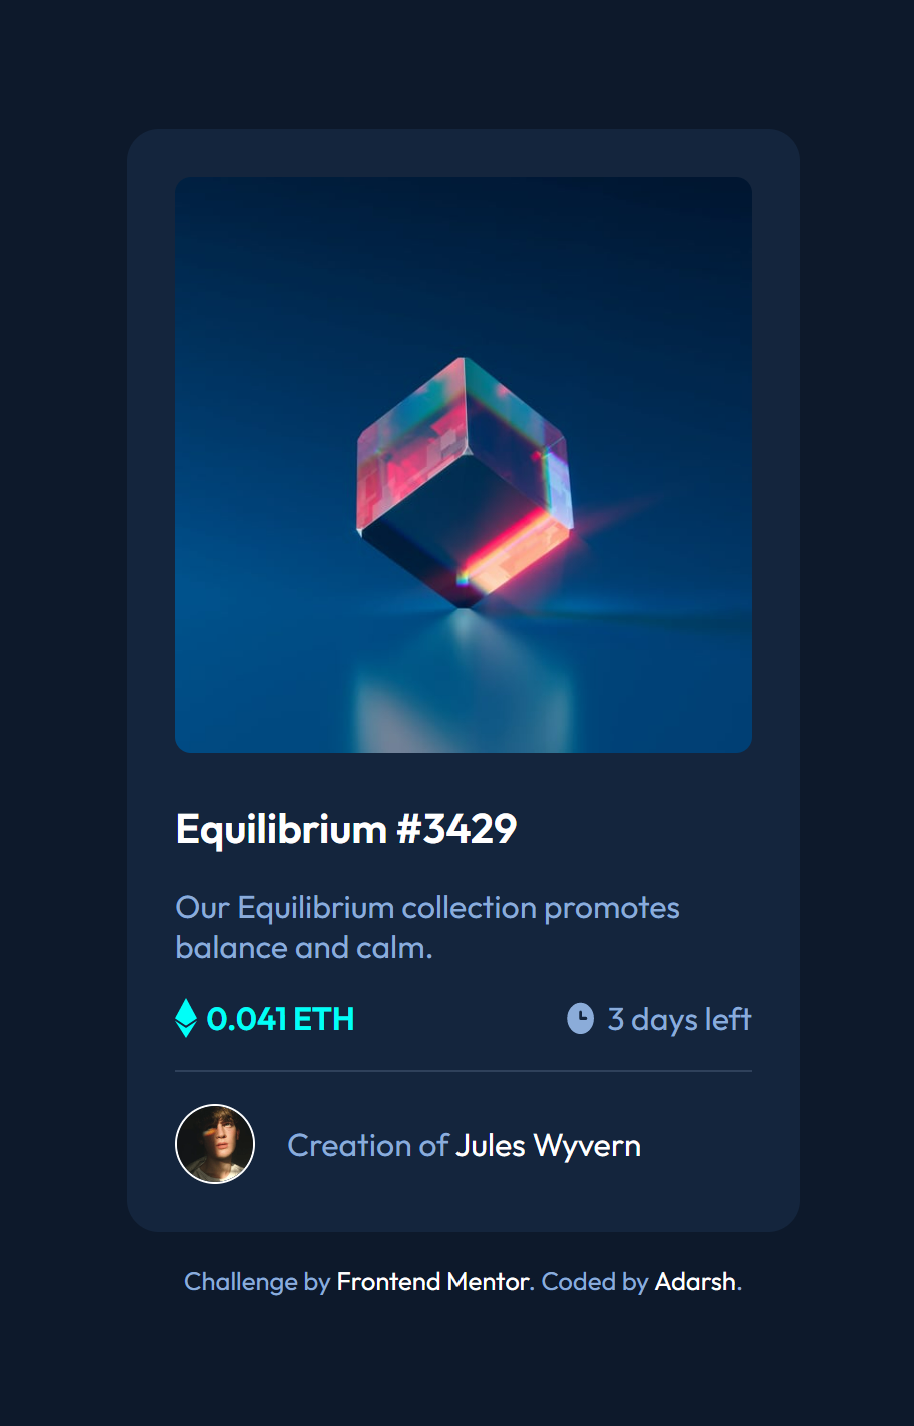 Equilibrium #3429
Our Equilibrium collection promotes
balance and calm.
0.041 ETH
3 days left
Creation of Jules Wyvern
Challenge by Frontend Mentor. Coded by Adarsh.